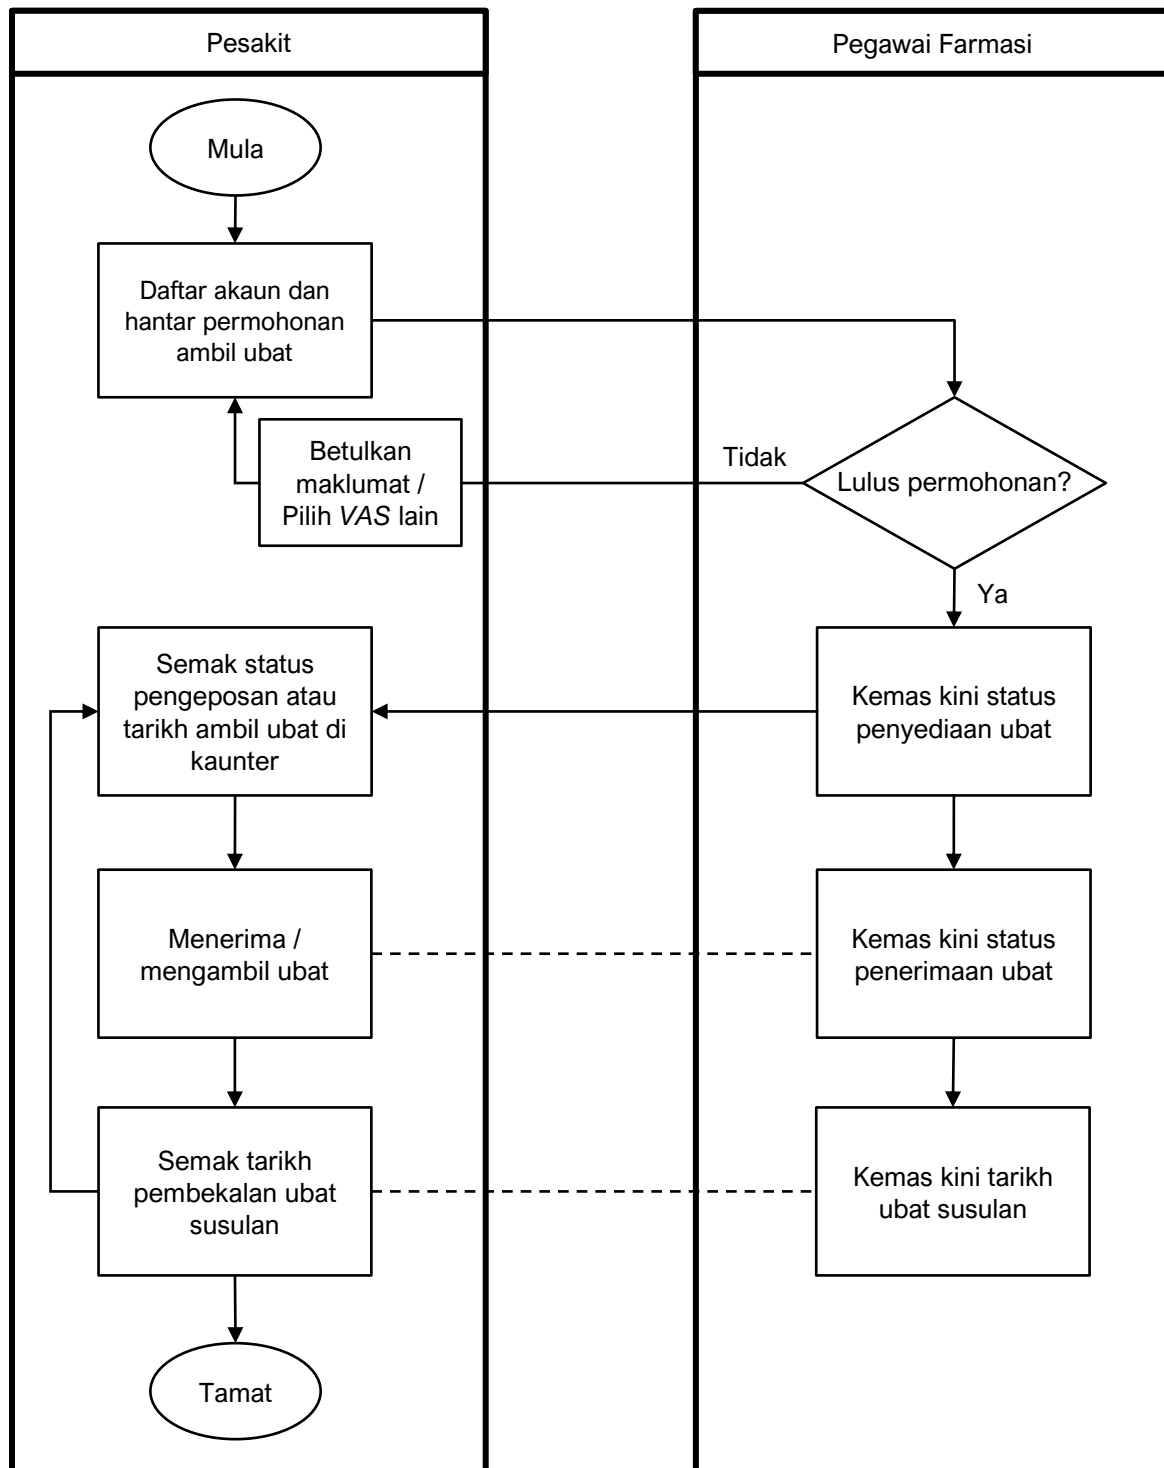 Pesakit
Pegawai Farmasi
Mula
Daftar akaun dan
hantar permohonan
ambil ubat
Betulkan
maklumat /
Pilih VAS lain
Tidak
Lulus permohonan?
Ya
Semak status
pengeposan atau
tarikh ambil ubat di
kaunter
Kemas kini status
penyediaan ubat
Menerima /
mengambil ubat
Kemas kini status
penerimaan ubat
Semak tarikh
pembekalan ubat
susulan
Kemas kini tarikh
ubat susulan
Tamat